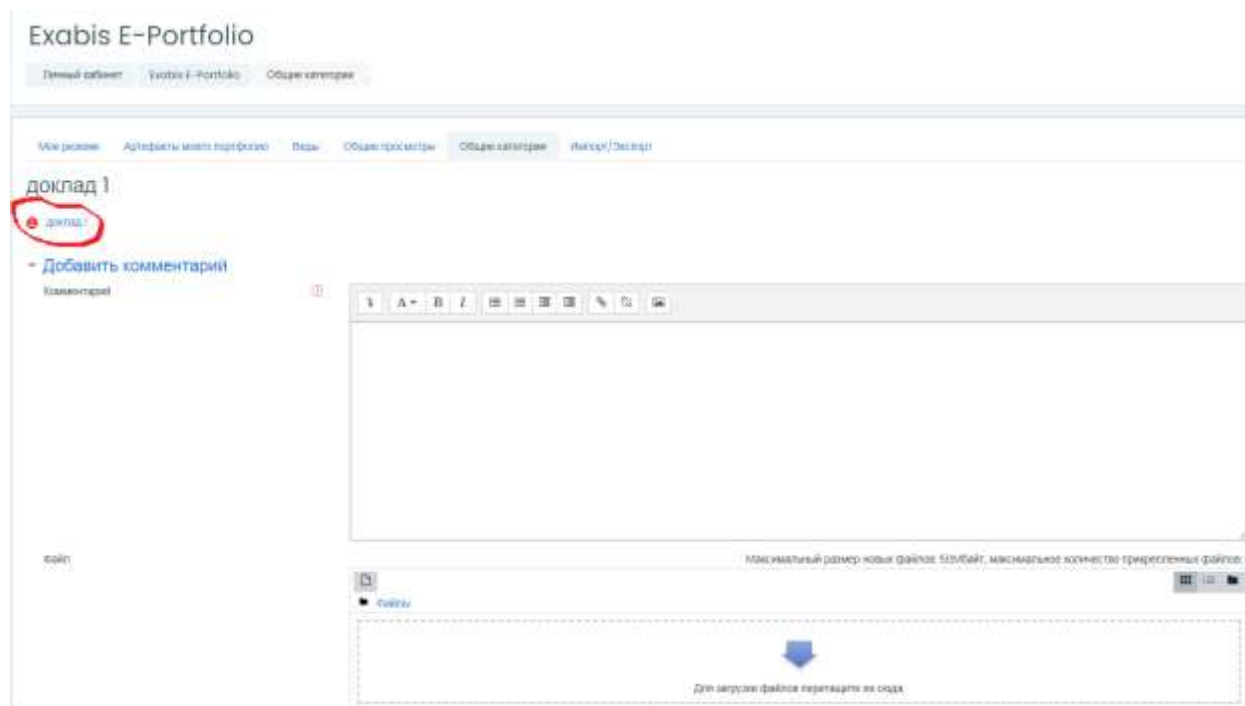 Exabis E-Portfolio
Личный кабинет Exabis E-Portfolio Общие категории
Мое резюме Артефакты моего портфолио Виды Общие просмотры Общие категории Импорт/Экспорт
доклад 1
доклад 1
Добавить комментарий
Комментарий
A B I
Файл
Максимальный размер новых файлов: максимальное количество прикрепленных файлов:
Файлы
Для загрузки файлов перетащите их сюда.